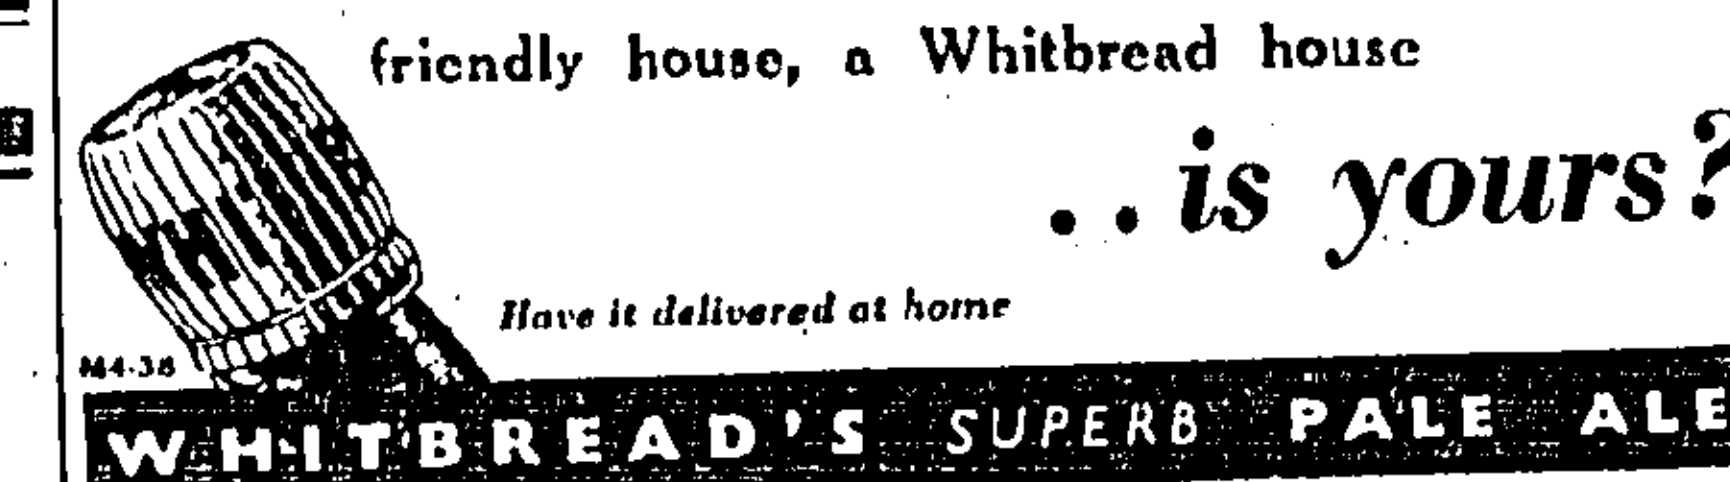 friendly house, a Whitbread house
..is yours?
Have it delivered at home
M4-38
WHITBREAD'S SUPERB PALE ALE